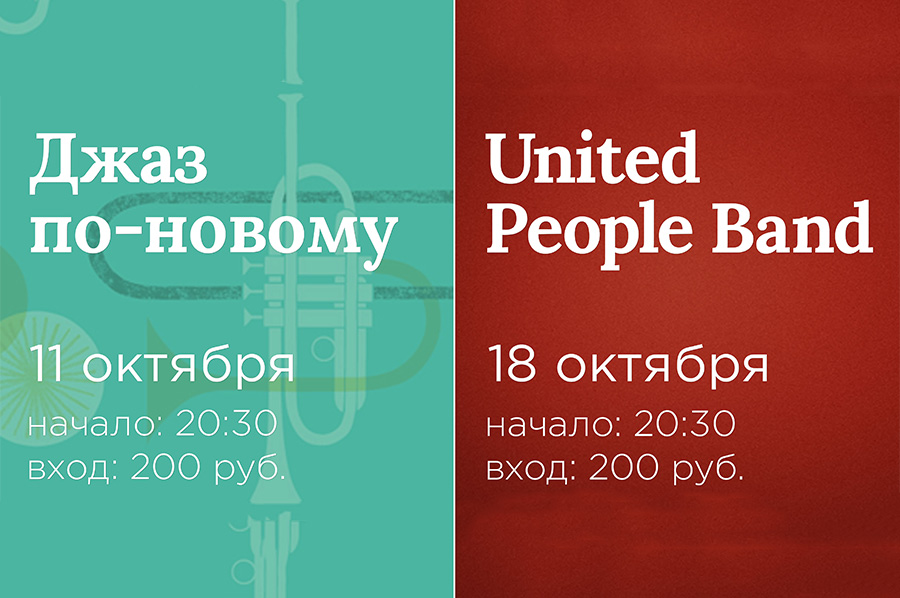 Джаз
по-новому
11 октября
начало: 20:30
вход: 200 руб.
United
People Band
18 октября
начало: 20:30
вход: 200 руб.